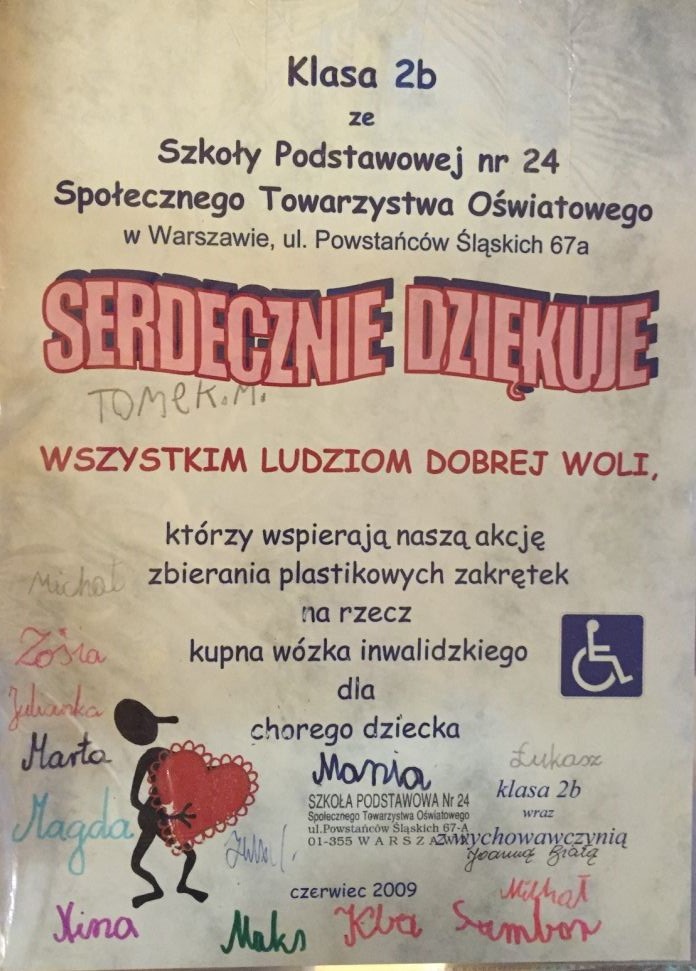 Klasa 2b
ze
Szkoły Podstawowej nr 24
Społecznego Towarzystwa Oświatowego
w Warszawie, ul. Powstańców Śląskich 67a
SERDECZNIE DZIĘKUJE
TOMEK.M.
WSZYSTKIM LUDZIOM DOBREJ WOLI,
którzy wspierają naszą akcję
zbierania plastikowych zakrętek
na rzecz
kupna wózka inwalidzkiego
dla
chorego dziecka
Michał
Zosia
Julianka
Marta
Magda
Mania
Łukasz
SZKOŁA PODSTAWOWA Nr 24
Społecznego Towarzystwa Oświatowego
ul.Powstańców Śląskich 67-A
01-355 WARSZAWA
klasa 2b
wraz
z wychowawczynią
Joanną
czerwiec 2009
Michał
Nina
Maks
Sambor